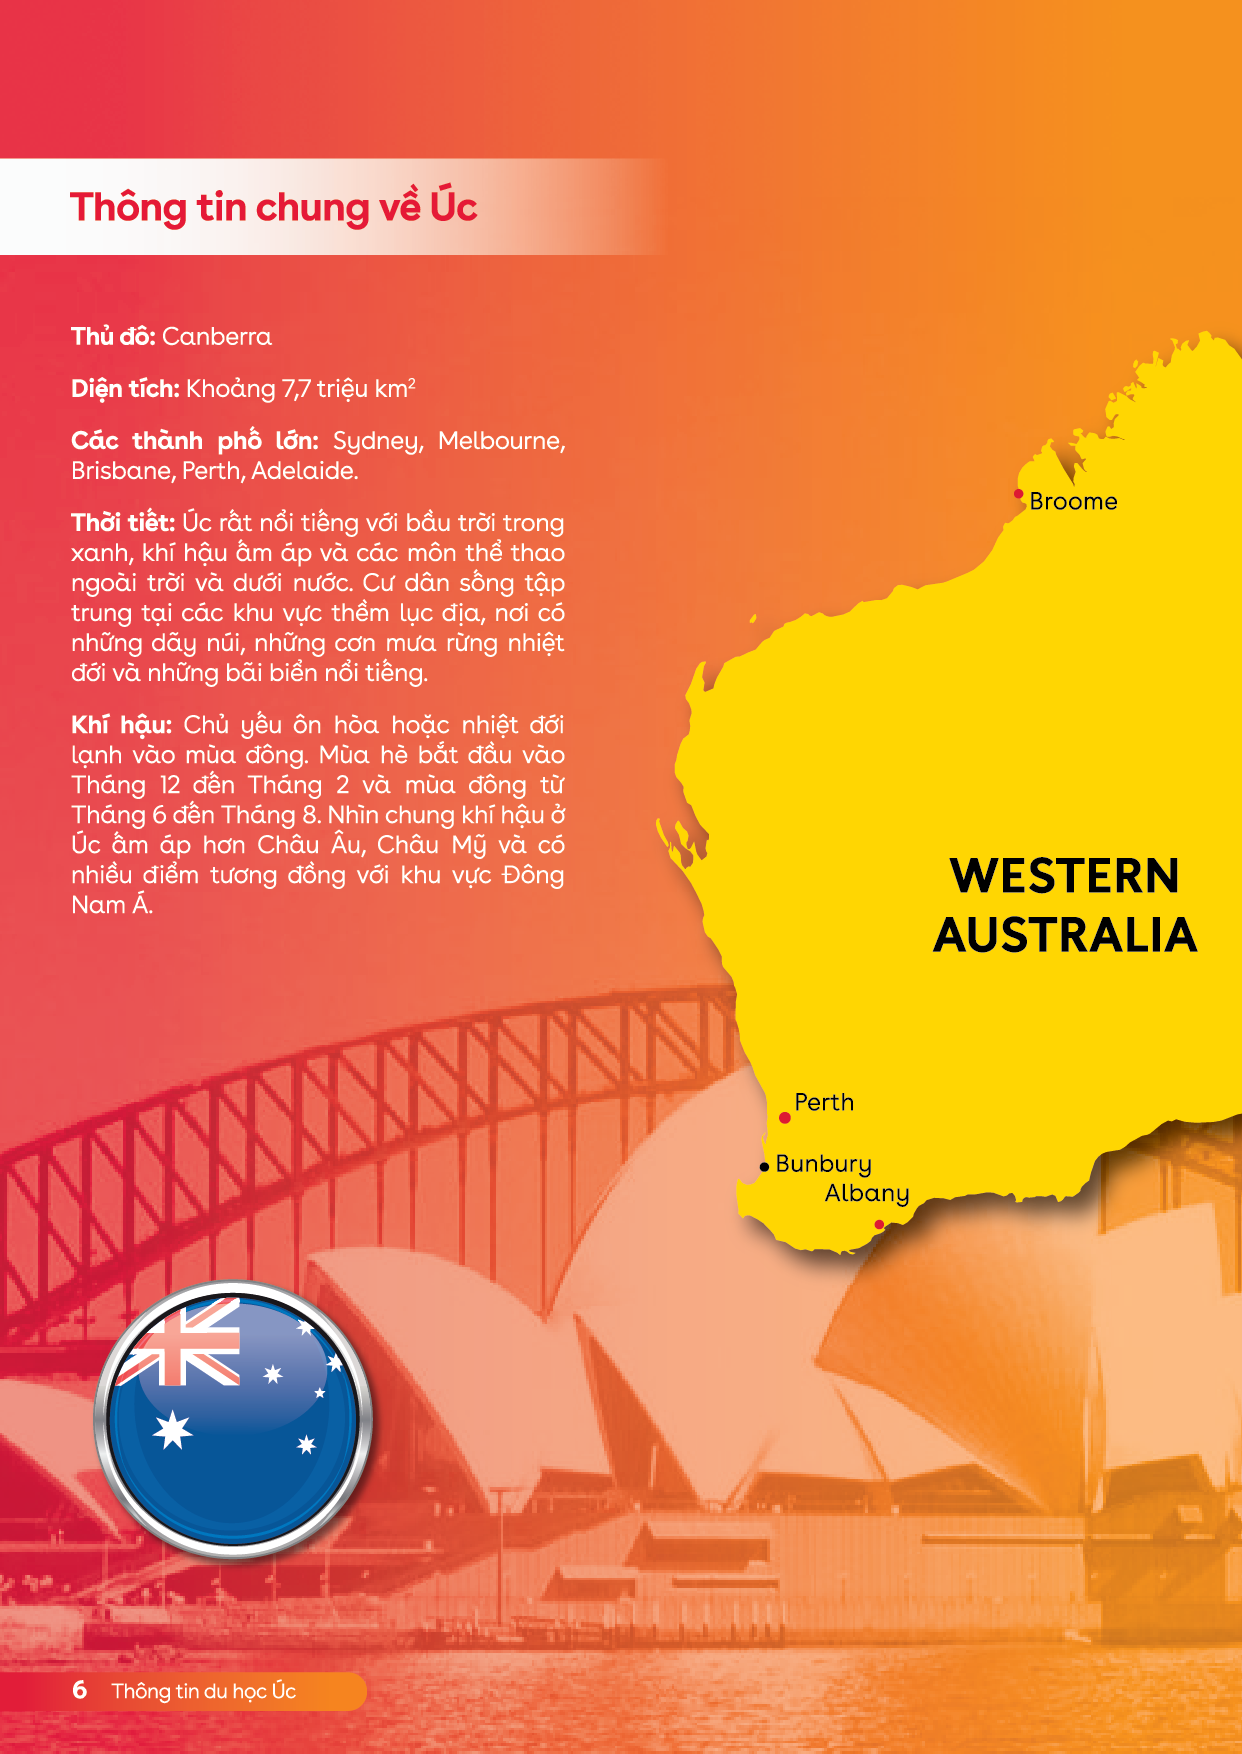 Thông tin chung về Úc
Thủ đô: Canberra
Diện tích: Khoảng 7,7 triệu km²
Các thành phố lớn: Sydney, Melbourne,
Brisbane, Perth, Adelaide.
Thời tiết: Úc rất nổi tiếng với bầu trời trong
xanh, khí hậu ấm áp và các môn thể thao
ngoài trời và dưới nước. Cư dân sống tập
trung tại các khu vực thềm lục địa, nơi có
những dãy núi, những cơn mưa rừng nhiệt
đới và những bãi biển nổi tiếng.
Khí hậu: Chủ yếu ôn hòa hoặc nhiệt đới
lạnh vào mùa đông. Mùa hè bắt đầu vào
Tháng 12 đến Tháng 2 và mùa đông từ
Tháng 6 đến Tháng 8. Nhìn chung khí hậu ở
Úc ấm áp hơn Châu Âu, Châu Mỹ và có
nhiều điểm tương đồng với khu vực Đông
Nam Á.
Broome
WESTERN
AUSTRALIA
Perth
Bunbury
Albany
6 Thông tin du học Úc